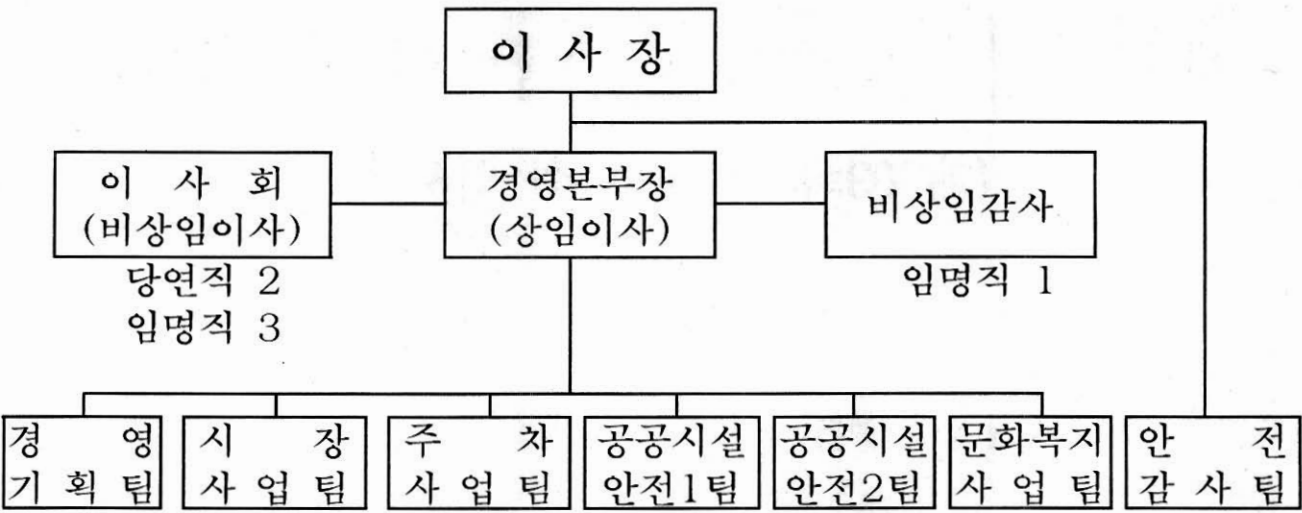 이 사 장
이 사 회
(비상임이사)
당연직 2
임명직 3
경영본부장
(상임이사)
비상임감사
임명직 1
경 영
기 획 팀
시 장
사 업 팀
주 차
사 업 팀
공공시설
안전1팀
공공시설
안전2팀
문화복지
사 업 팀
안 전
감 사 팀